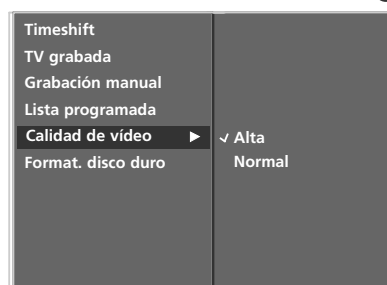 Timeshift
TV grabada
Grabación manual
Lista programada
Calidad de vídeo ▶
Format. disco duro
✓ Alta
Normal